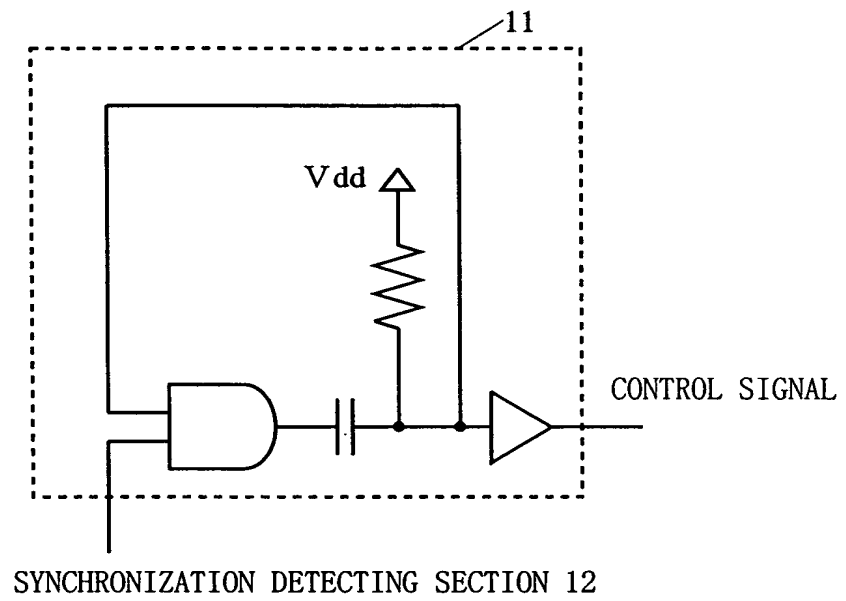 11
Vdd
CONTROL SIGNAL
SYNCHRONIZATION DETECTING SECTION 12